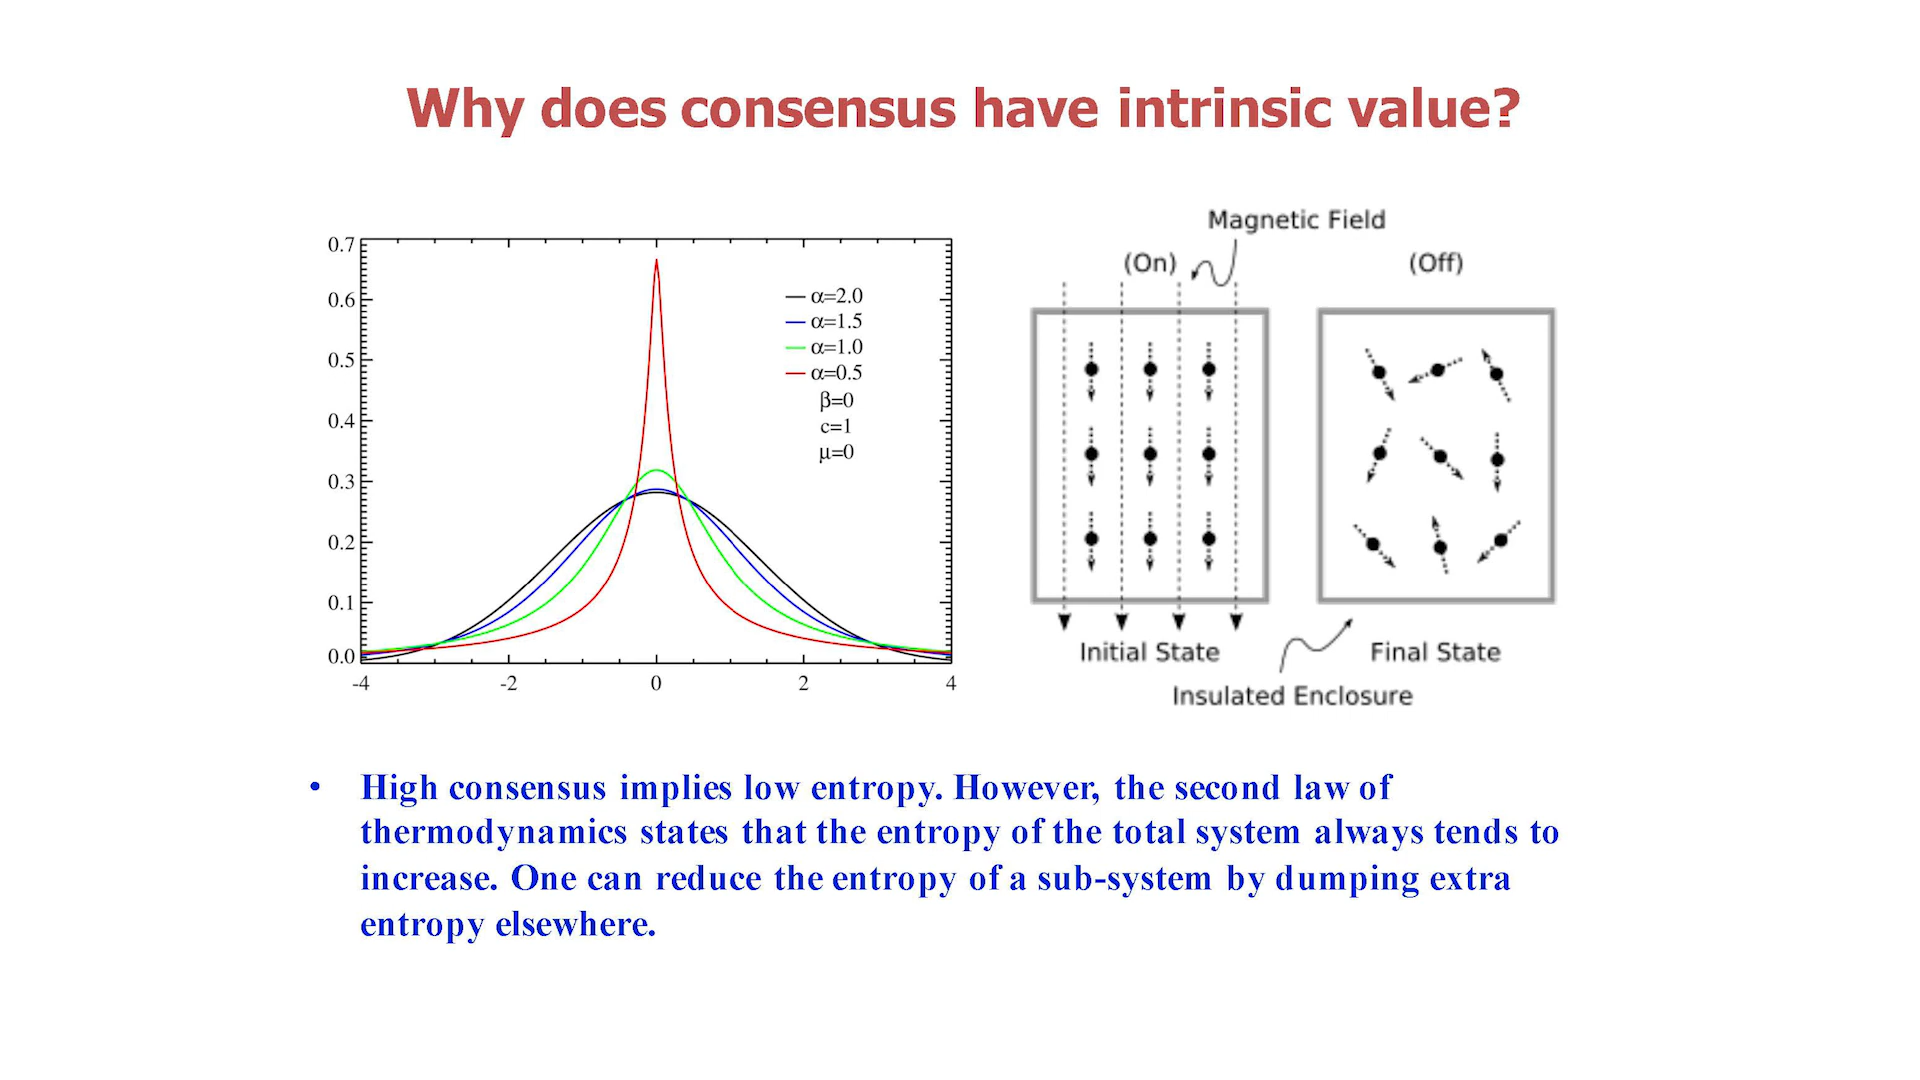 Why does consensus have intrinsic value?
0.7
0.6
0.5
0.4
0.3
0.2
0.1
0.0
-4
-2
0
2
4
α=2.0
α=1.5
α=1.0
α=0.5
β=0
c=1
μ=0
Magnetic Field
(On)
(Off)
Initial State
Final State
Insulated Enclosure
• High consensus implies low entropy. However, the second law of
thermodynamics states that the entropy of the total system always tends to
increase. One can reduce the entropy of a sub-system by dumping extra
entropy elsewhere.